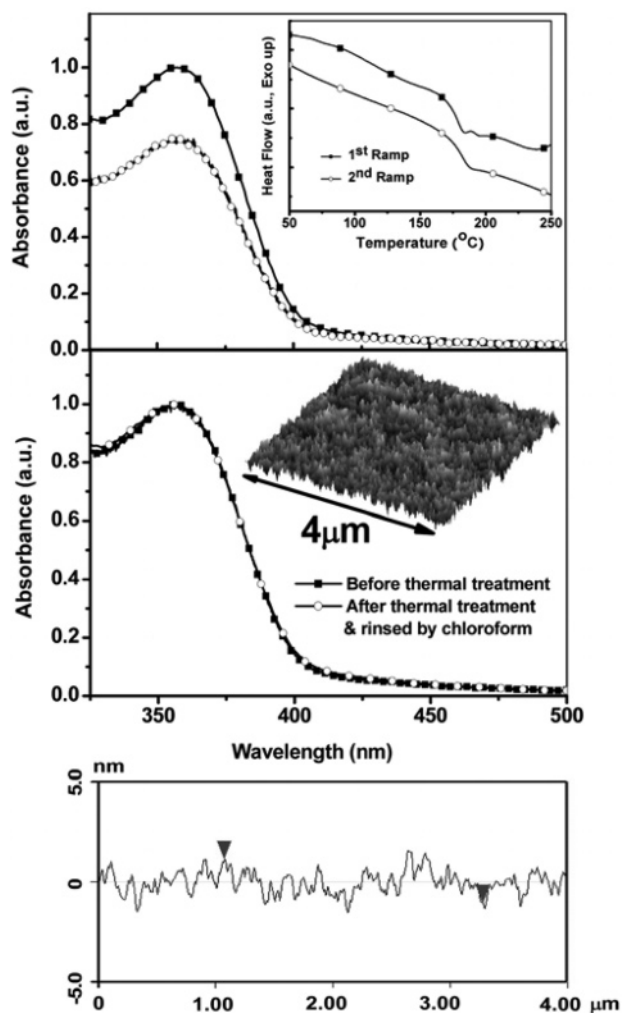 1.0
0.8
0.6
0.4
0.2
0.0
Absorbance (a.u.)
Heat Flow (a.u., Exo up)
1st Ramp
2nd Ramp
50 100 150 200 250
Temperature (°C)
1.0
0.8
0.6
0.4
0.2
0.0
Absorbance (a.u.)
4μm
Before thermal treatment
After thermal treatment
& rinsed by chloroform
350 400 450 500
Wavelength (nm)
nm
5.0
0
-5.0
0 1.00 2.00 3.00 4.00
μm